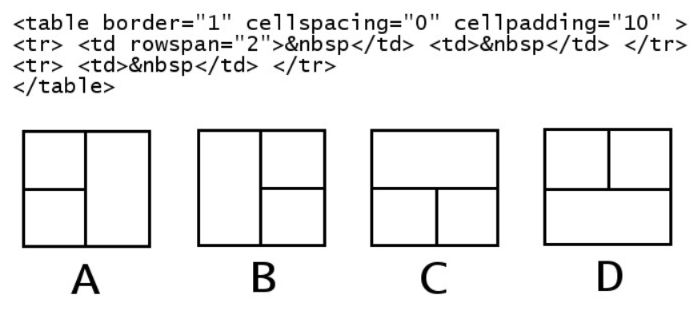 <table border="1" cellspacing="0" cellpadding="10" >
<tr> <td rowspan="2">&nbsp</td> <td>&nbsp</td> </tr>
<tr> <td>&nbsp</td> </tr>
</table>
A B C D